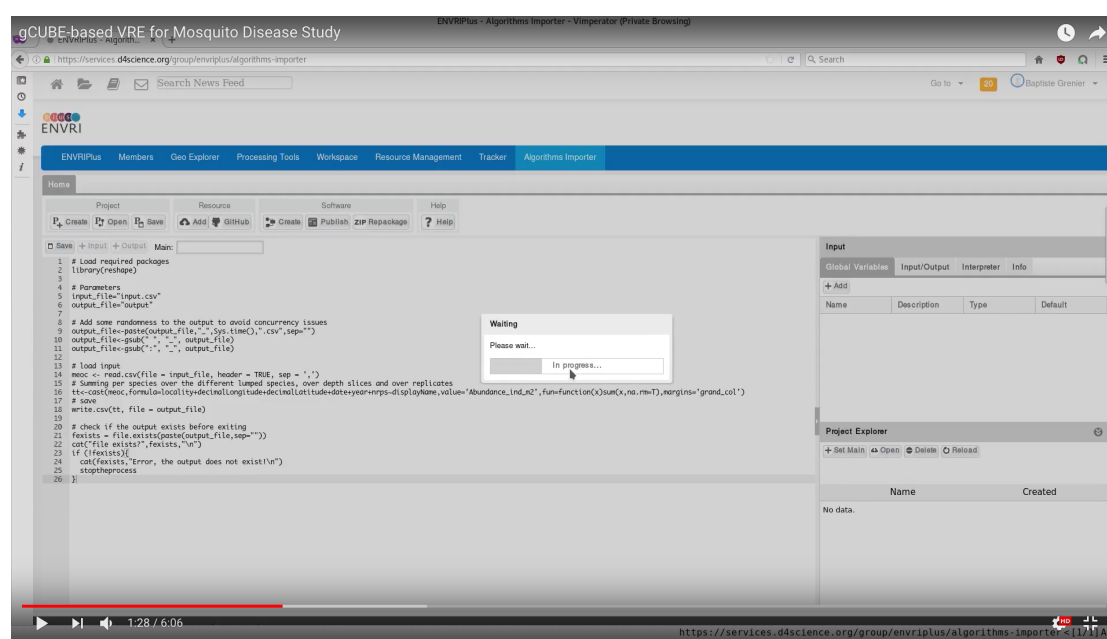 ENVRIPlus - Algorithms Importer - Vimperator (Private Browsing)
gCUBE-based VRE for Mosquito Disease Study
ENVRIPlus - Algorith... × +
https://services.d4science.org/group/envriplus/algorithms-importer
Search
Search News Feed
Go to
20
Baptiste Grenier
ENVRI
ENVRIPlus Members Geo Explorer Processing Tools Workspace Resource Management Tracker Algorithms Importer
Home
Project Resource Software Help
Create Open Save Add GitHub Create Publish ZIP Repackage ? Help
Save + Input + Output Main:
1 # Load required packages
2 library(reshape)
3
4 # Parameters
5 input_file="input.csv"
6 output_file="output"
7
8 # Add some randomness to the output to avoid concurrency issues
9 output_file<-paste(output_file,"_",Sys.time(),".csv",sep="")
10 output_file<-gsub(" ", "_", output_file)
11 output_file<-gsub(":", "_", output_file)
12
13 # load input
14 meoc <- read.csv(file = input_file, header = TRUE, sep = ',')
15 # Summing per species over the different lumped species, over depth slices and over replicates
16 tt<-cast(meoc,formula=locality+decimalLongitude+decimalLatitude+date+year+nrps~displayName,value='Abundance_ind_m2',fun=function(x)sum(x,na.rm=T),margins='grand_col')
17 # save
18 write.csv(tt, file = output_file)
19
20 # check if the output exists before exiting
21 fexists = file.exists(paste(output_file,sep=""))
22 cat("file exists?",fexists,"\n")
23 if (!fexists){
24 cat(fexists,"Error, the output does not exist!\n")
25 stoptheprocess
26 }
Waiting
Please wait...
In progress...
Input
Global Variables Input/Output Interpreter Info
+ Add
Name Description Type Default
Project Explorer
+ Set Main Open Delete Reload
Name Created
No data.
1:28 / 6:06
HD
https://services.d4science.org/group/envriplus/algorithms-importer